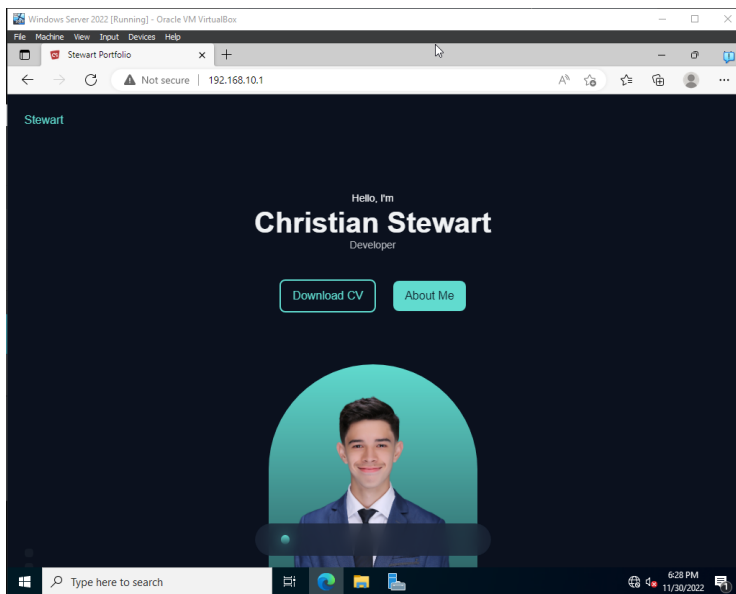 Windows Server 2022 [Running] - Oracle VM VirtualBox
File Machine View Input Devices Help
Stewart Portfolio
Not secure | 192.168.10.1
Stewart
Hello, I'm
Christian Stewart
Developer
Download CV
About Me
Type here to search
6:28 PM
11/30/2022
1